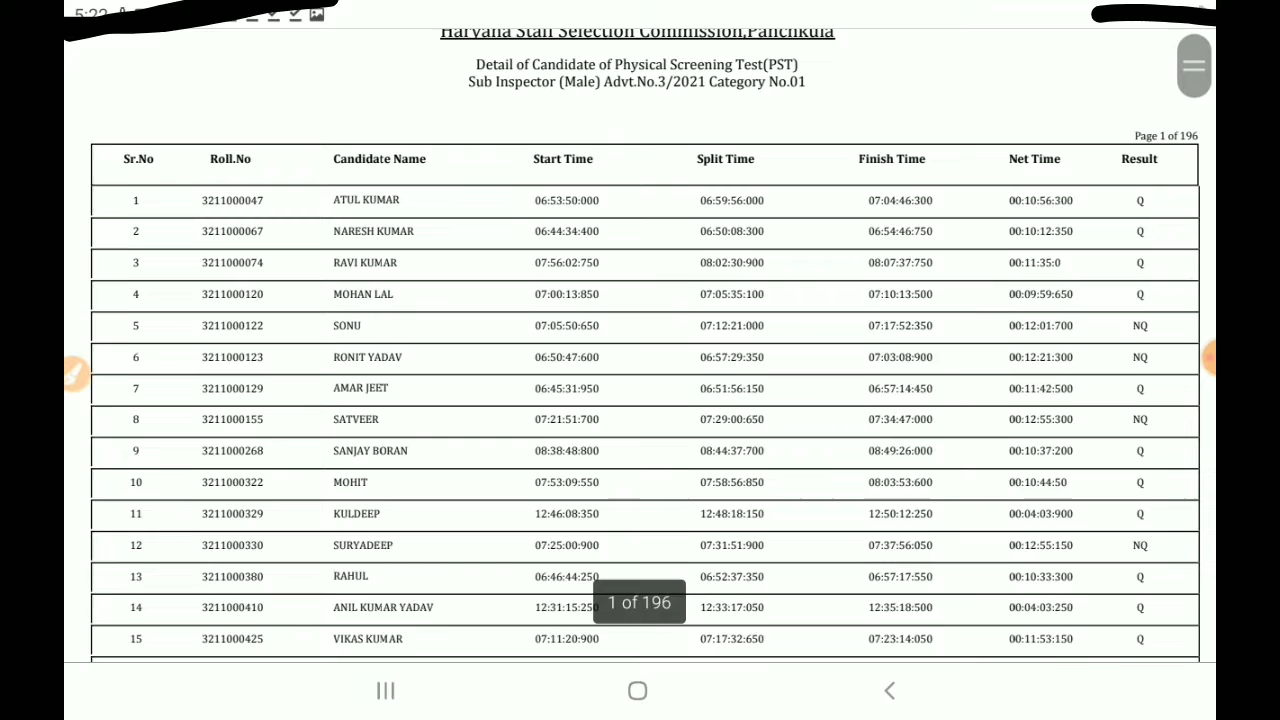 5:22
Haryana Staff Selection Commission,Panchkula
Detail of Candidate of Physical Screening Test(PST)
Sub Inspector (Male) Advt.No.3/2021 Category No.01
Page 1 of 196
Sr.No Roll.No Candidate Name Start Time Split Time Finish Time Net Time Result
1 3211000047 ATUL KUMAR 06:53:50:000 06:59:56:000 07:04:46:300 00:10:56:300 Q
2 3211000067 NARESH KUMAR 06:44:34:400 06:50:08:300 06:54:46:750 00:10:12:350 Q
3 3211000074 RAVI KUMAR 07:56:02:750 08:02:30:900 08:07:37:750 00:11:35:0 Q
4 3211000120 MOHAN LAL 07:00:13:850 07:05:35:100 07:10:13:500 00:09:59:650 Q
5 3211000122 SONU 07:05:50:650 07:12:21:000 07:17:52:350 00:12:01:700 NQ
6 3211000123 RONIT YADAV 06:50:47:600 06:57:29:350 07:03:08:900 00:12:21:300 NQ
7 3211000129 AMAR JEET 06:45:31:950 06:51:56:150 06:57:14:450 00:11:42:500 Q
8 3211000155 SATVEER 07:21:51:700 07:29:00:650 07:34:47:000 00:12:55:300 NQ
9 3211000268 SANJAY BORAN 08:38:48:800 08:44:37:700 08:49:26:000 00:10:37:200 Q
10 3211000322 MOHIT 07:53:09:550 07:58:56:850 08:03:53:600 00:10:44:50 Q
11 3211000329 KULDEEP 12:46:08:350 12:48:18:150 12:50:12:250 00:04:03:900 Q
12 3211000330 SURYADEEP 07:25:00:900 07:31:51:900 07:37:56:050 00:12:55:150 NQ
13 3211000380 RAHUL 06:46:44:250 06:52:37:350 06:57:17:550 00:10:33:300 Q
1 of 196
14 3211000410 ANIL KUMAR YADAV 12:31:15:250 12:33:17:050 12:35:18:500 00:04:03:250 Q
15 3211000425 VIKAS KUMAR 07:11:20:900 07:17:32:650 07:23:14:050 00:11:53:150 Q